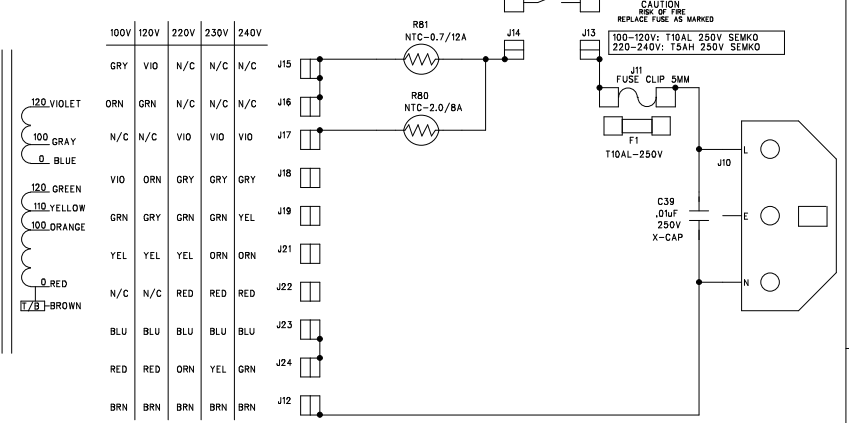 CAUTION
RISK OF FIRE
REPLACE FUSE AS MARKED
100-120V: T10AL 250V SEMKO
220-240V: T5AH 250V SEMKO
R81
NTC-0.7/12A
J14
J13
100V 120V 220V 230V 240V
GRY VIO N/C N/C N/C J15
J11
FUSE CLIP 5MM
ORN GRN N/C N/C N/C J16
R80
NTC-2.0/8A
120 VIOLET
100 GRAY
0 BLUE
N/C N/C VIO VIO VIO J17
F1
T10AL-250V
L
J10
VIO ORN GRY GRY GRY J18
120 GREEN
110 YELLOW
100 ORANGE
GRN GRY GRN GRN YEL J19
C39
.01uF
250V
X-CAP
E
YEL YEL YEL ORN ORN J21
0 RED
T/B BROWN
N/C N/C RED RED RED J22
N
BLU BLU BLU BLU BLU J23
RED RED ORN YEL GRN J24
BRN BRN BRN BRN BRN J12